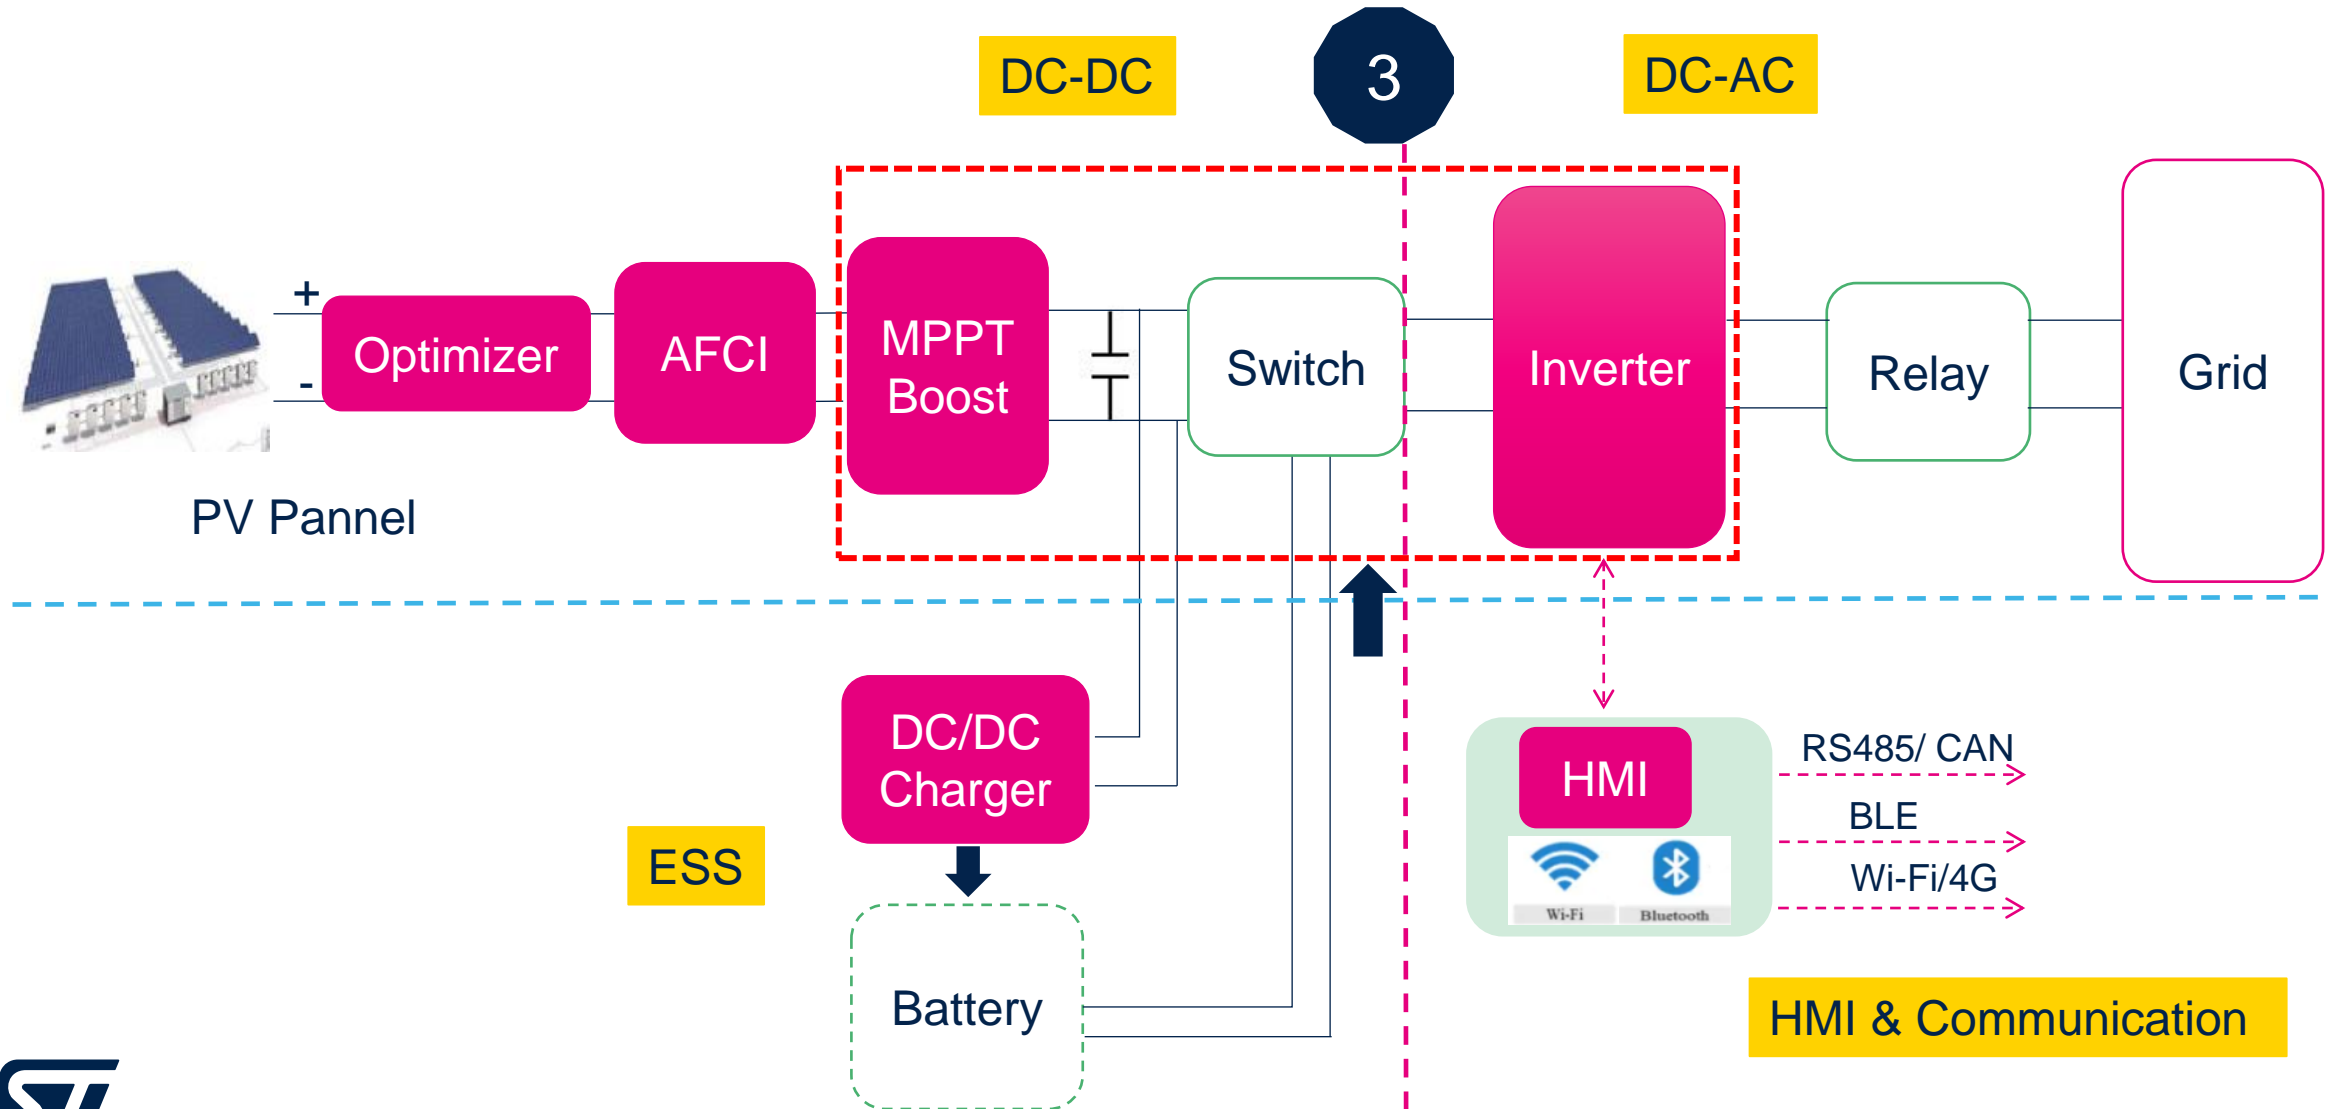 DC-DC
3
DC-AC
+
-
Optimizer
AFCI
MPPT
Boost
Switch
Inverter
Relay
Grid
PV Pannel
DC/DC
Charger
ESS
Battery
HMI
Wi-Fi
Bluetooth
RS485/ CAN
BLE
Wi-Fi/4G
HMI & Communication
ST